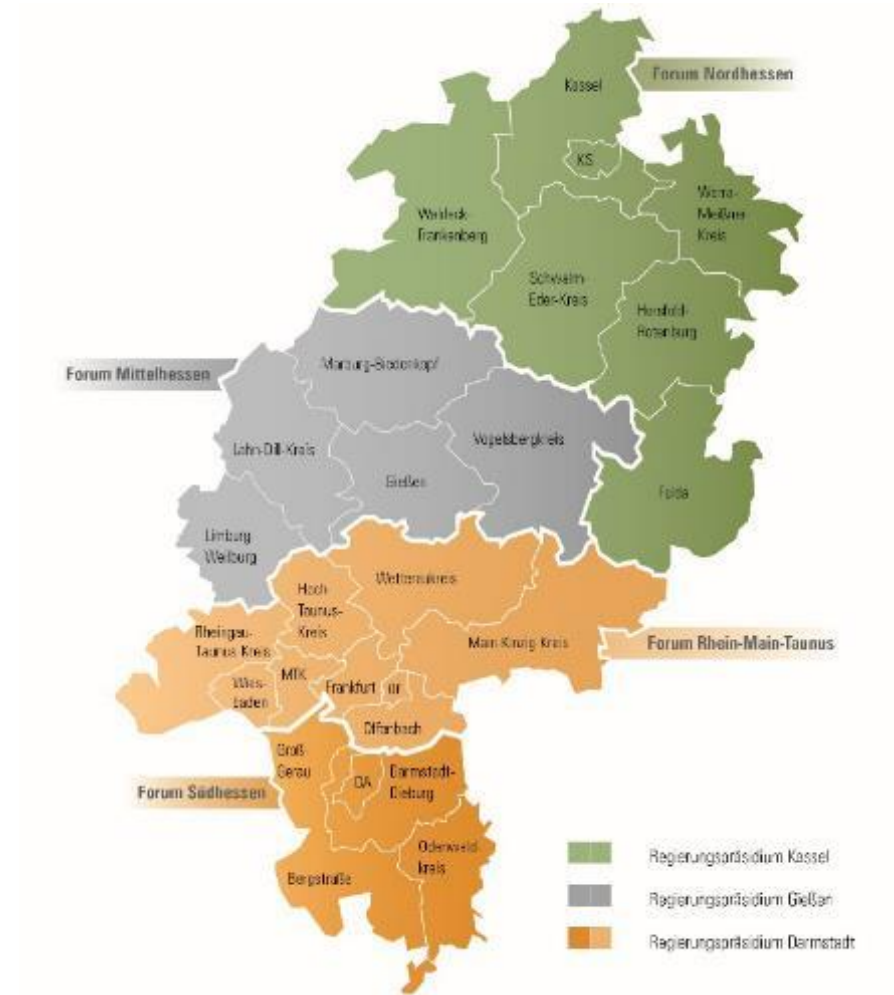 Forum Nordhessen
Kassel
KS
Werra-
Meißner
Kreis
Waldeck-
Frankenberg
Schwalm-
Eder-Kreis
Hersfeld-
Rotenburg
Forum Mittelhessen
Marburg-Biedenkopf
Vogelsbergkreis
Lahn-Dill-Kreis
Gießen
Fulda
Limburg
Weilburg
Wetteraukreis
Hoch-
Taunus-
Kreis
Rheingau-
Taunus-Kreis
Main-Kinzig-Kreis
Forum Rhein-Main-Taunus
MTK
Wies-
baden
Frankfurt
OF
Offenbach
Groß-
Gerau
DA
Darmstadt-
Dieburg
Forum Südhessen
Odenwald
kreis
Bergstraße
Regierungspräsidium Kassel
Regierungspräsidium Gießen
Regierungspräsidium Darmstadt